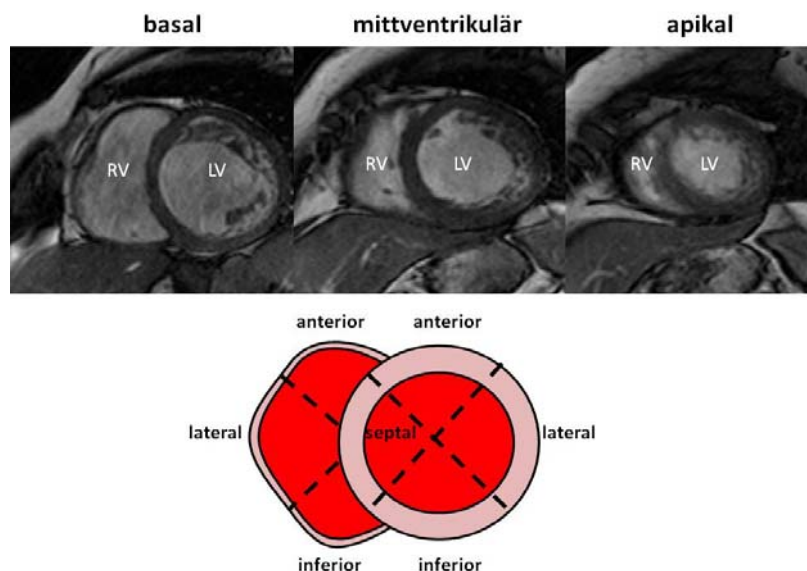 basal mittventrikulär apikal
RV LV RV LV RV LV
anterior anterior
lateral septal lateral
inferior inferior